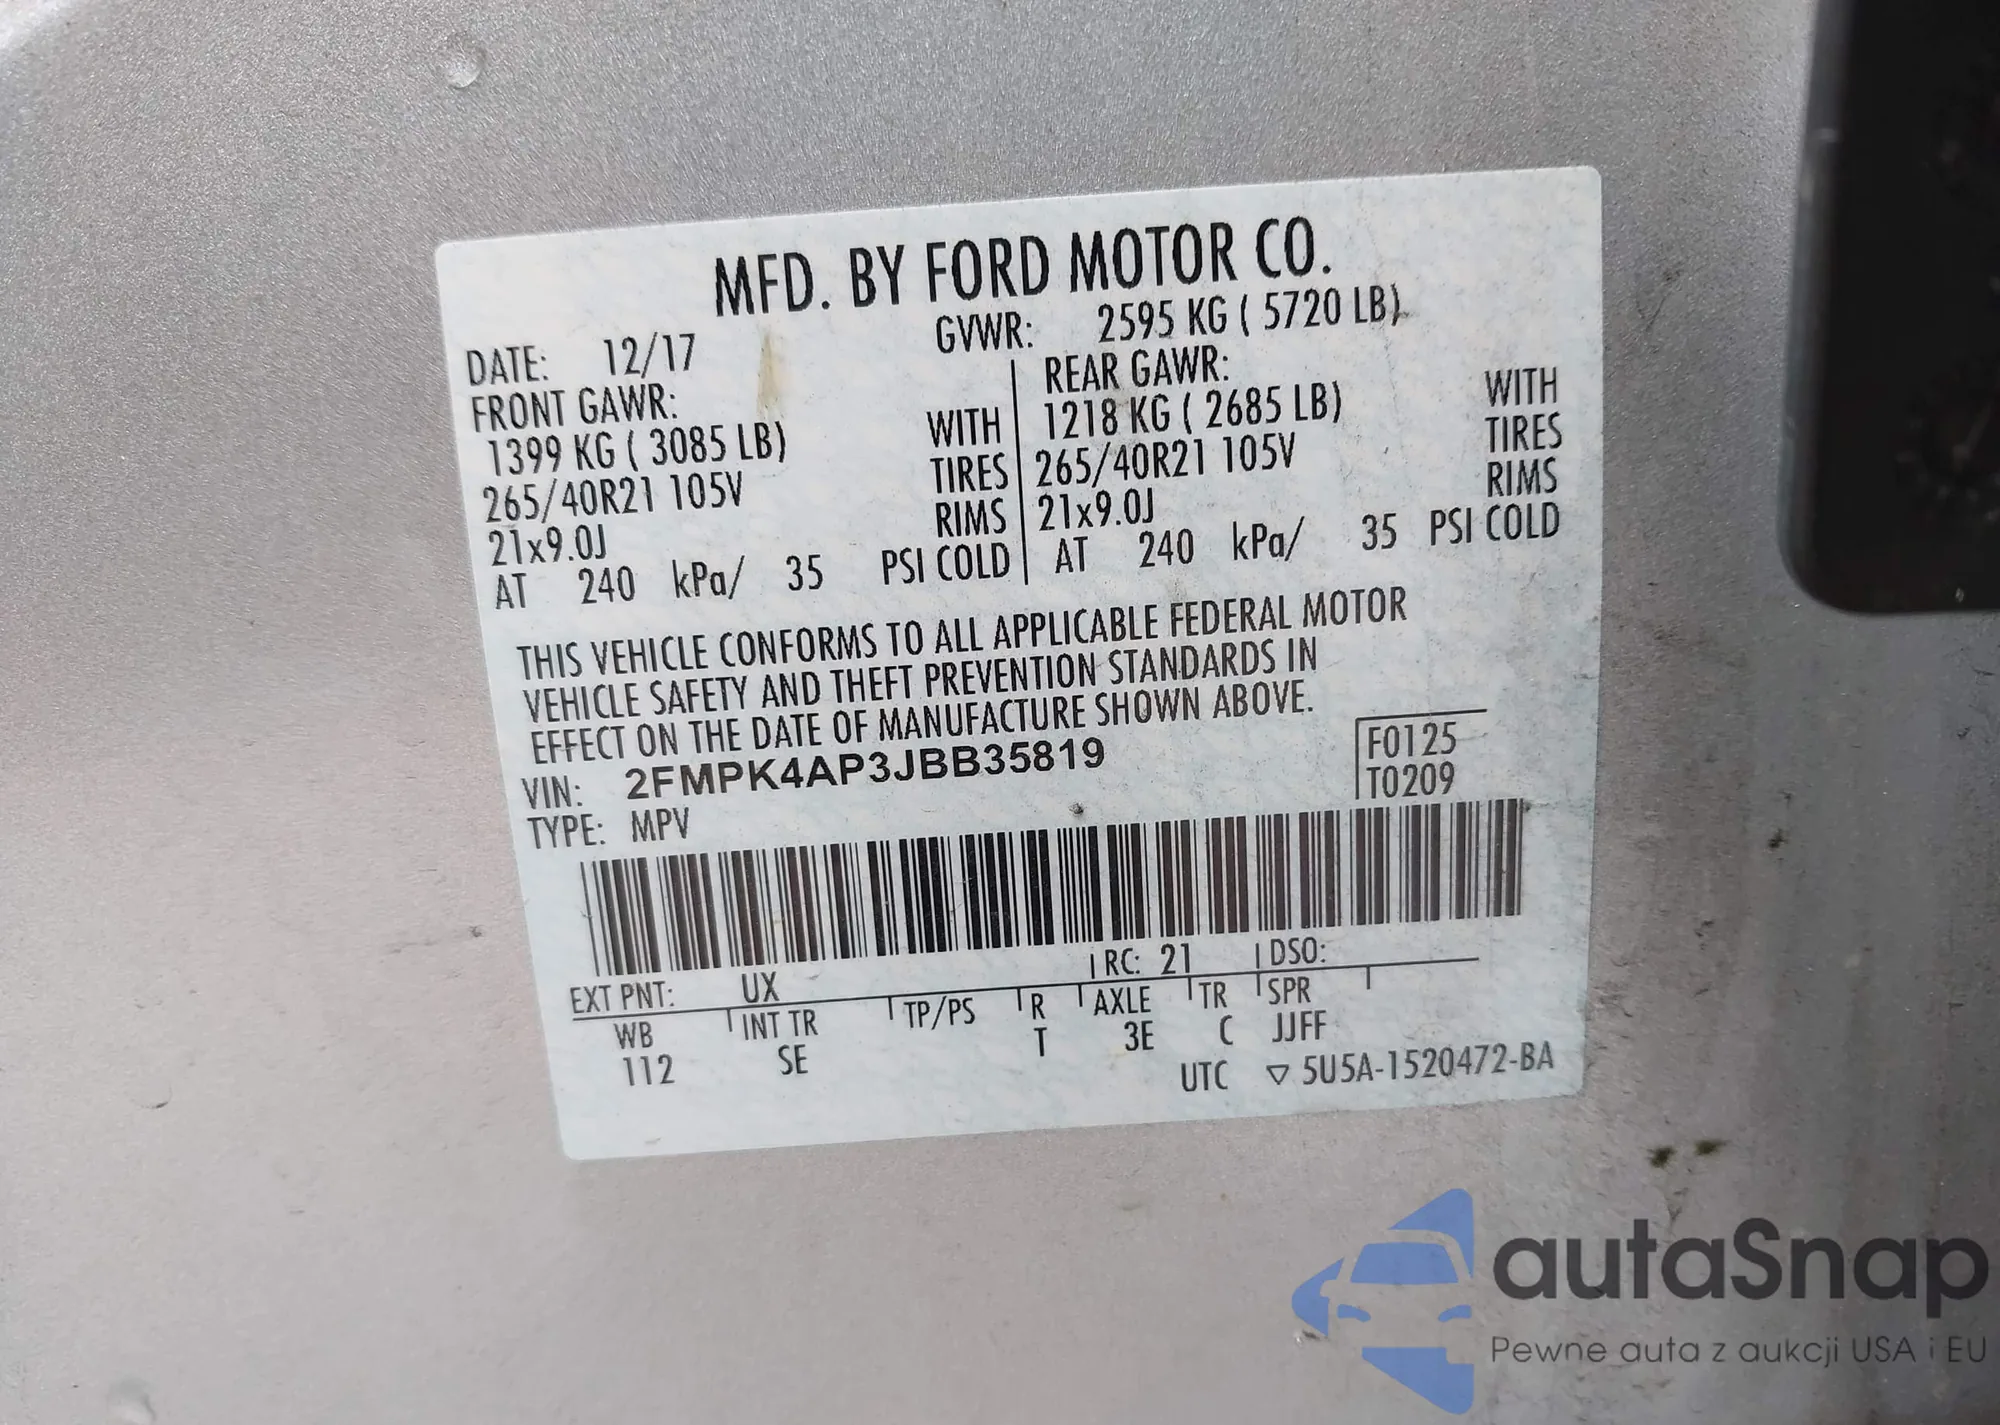 MFD. BY FORD MOTOR CO.
DATE: 12/17 GVWR: 2595 KG ( 5720 LB)
FRONT GAWR: REAR GAWR:
1399 KG ( 3085 LB) WITH 1218 KG ( 2685 LB) WITH
265/40R21 105V TIRES 265/40R21 105V TIRES
21x9.0J RIMS 21x9.0J RIMS
AT 240 kPa/ 35 PSI COLD AT 240 kPa/ 35 PSI COLD
THIS VEHICLE CONFORMS TO ALL APPLICABLE FEDERAL MOTOR
VEHICLE SAFETY AND THEFT PREVENTION STANDARDS IN
EFFECT ON THE DATE OF MANUFACTURE SHOWN ABOVE.
VIN: 2FMPK4AP3JBB35819 F0125
TYPE: MPV T0209
EXT PNT: UX RC: 21 DSO:
WB INT TR TP/PS R AXLE TR SPR
112 SE T 3E C JJFF
UTC ▽ 5U5A-1520472-BA
autaSnap
Pewne auta z aukcji USA i EU